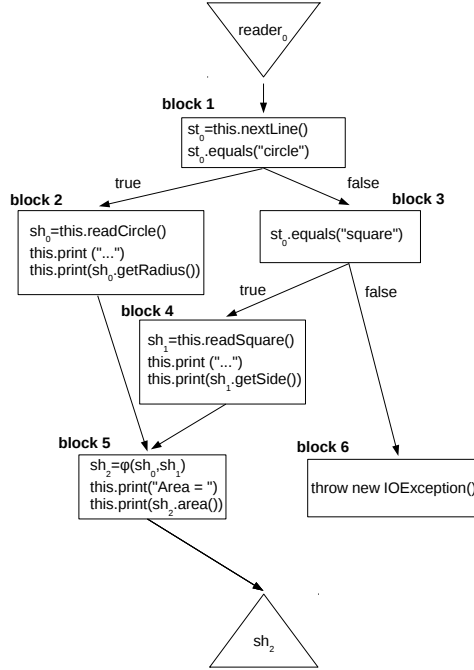 reader₀
block 1
st₀=this.nextLine()
st₀.equals("circle")
true
false
block 2
sh₀=this.readCircle()
this.print ("...")
this.print(sh₀.getRadius())
block 3
st₀.equals("square")
true
false
block 4
sh₁=this.readSquare()
this.print ("...")
this.print(sh₁.getSide())
block 5
sh₂=φ(sh₀,sh₁)
this.print("Area = ")
this.print(sh₂.area())
block 6
throw new IOException()
sh₂